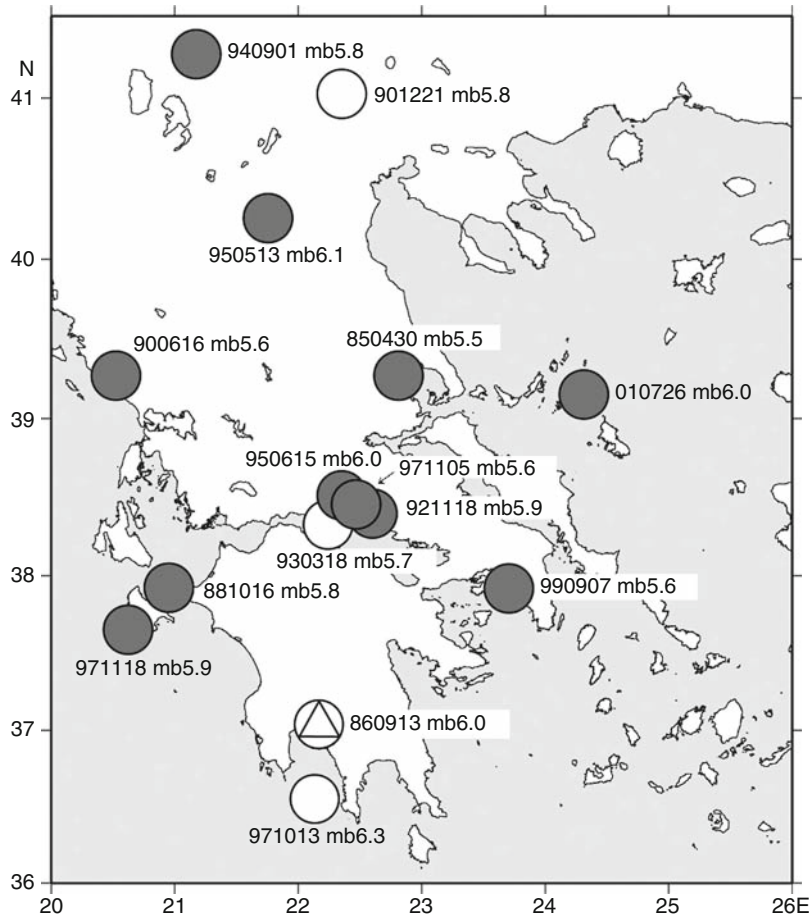 940901 mb5.8
N
41
901221 mb5.8
950513 mb6.1
40
900616 mb5.6
850430 mb5.5
010726 mb6.0
39
950615 mb6.0
971105 mb5.6
921118 mb5.9
930318 mb5.7
38
881016 mb5.8
990907 mb5.6
971118 mb5.9
37
860913 mb6.0
971013 mb6.3
36
20 21 22 23 24 25 26E